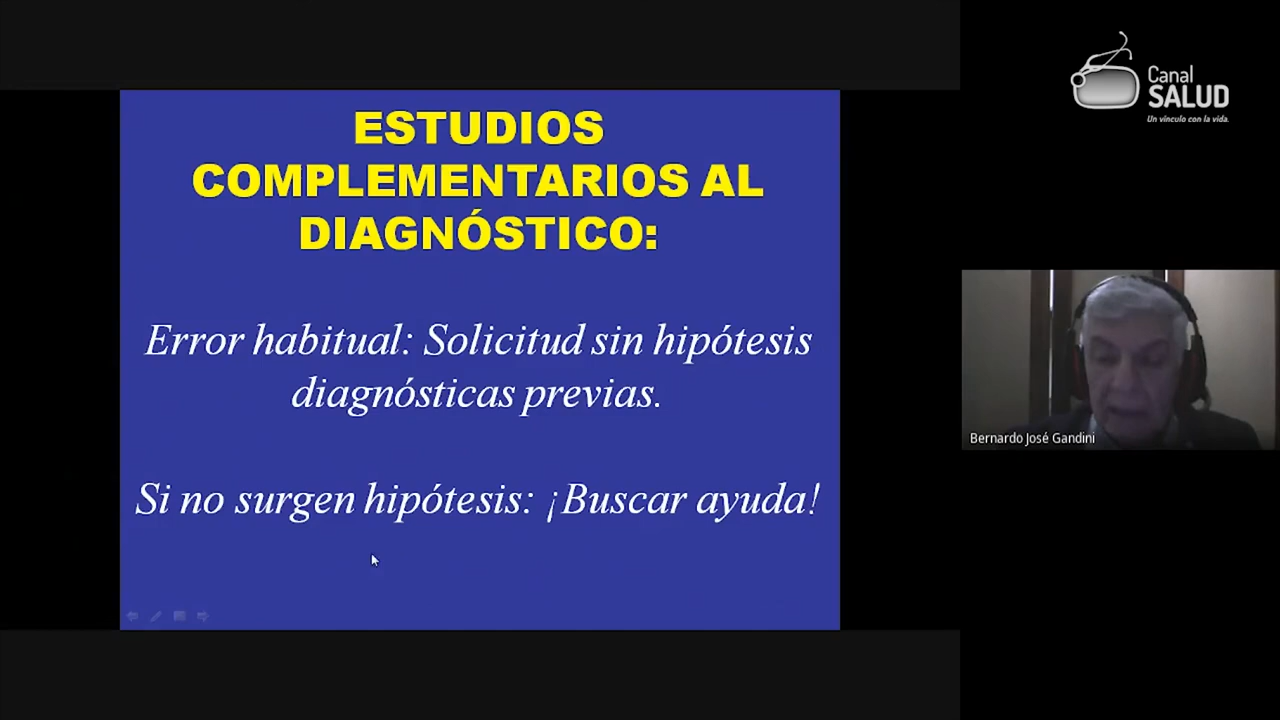 ESTUDIOS
COMPLEMENTARIOS AL
DIAGNÓSTICO:
Error habitual: Solicitud sin hipótesis
diagnósticas previas.
Si no surgen hipótesis: ¡Buscar ayuda!
Canal
SALUD
Un vínculo con la vida.
Bernardo José Gandini